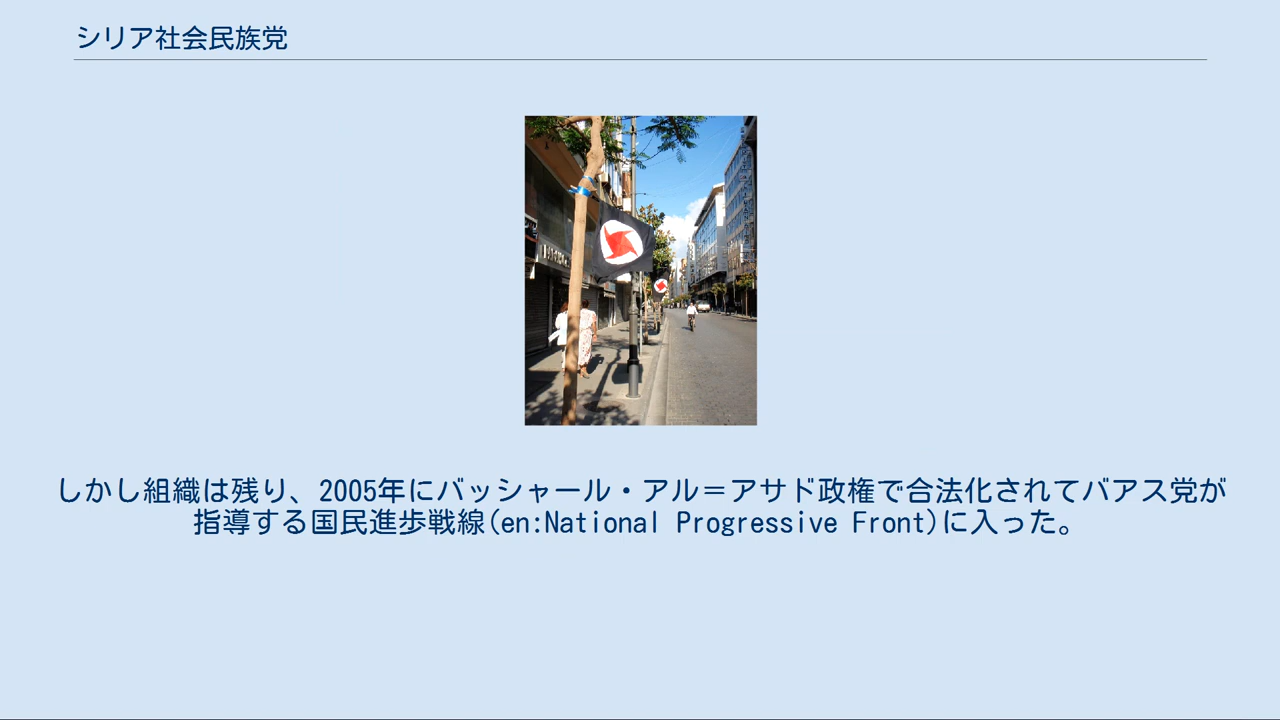 シリア社会民族党
しかし組織は残り、2005年にバッシャール・アル＝アサド政権で合法化されてバアス党が
指導する国民進歩戦線(en:National Progressive Front)に入った。